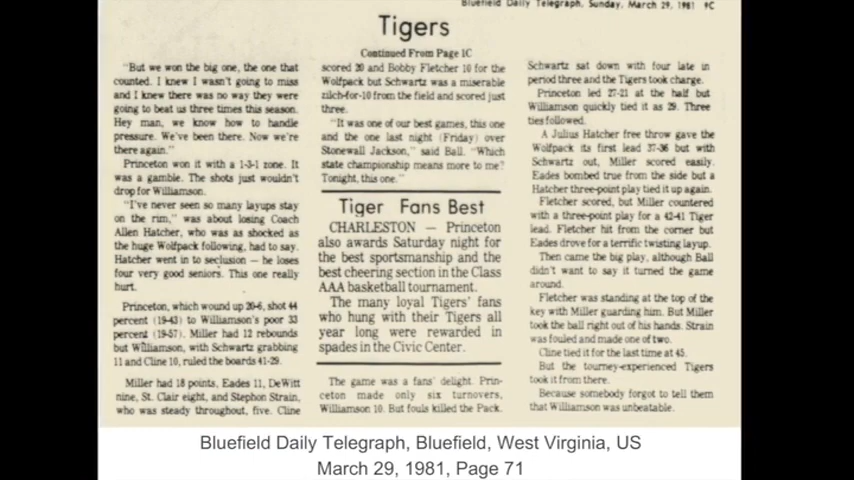 Bluefield Daily Telegraph, Sunday, March 29, 1981 9C
Tigers
Continued From Page 1C
"But we won the big one, the one that
counted. I knew I wasn't going to miss
and I knew there was no way they were
going to beat us three times this season.
Hey man, we know how to handle
pressure. We've been there. Now we're
there again."
Princeton won it with a 1-3-1 zone. It
was a gamble. The shots just wouldn't
drop for Williamson.
"I've never seen so many layups stay
on the rim," was about losing Coach
Allen Hatcher, who was as shocked as
the huge Wolfpack following, had to say.
Hatcher went in to seclusion — he loses
four very good seniors. This one really
hurt.
Princeton, which wound up 20-6, shot 44
percent (19-43) to Williamson's poor 33
percent (19-57). Miller had 12 rebounds
but Williamson, with Schwartz grabbing
11 and Cline 10, ruled the boards 41-29.
Miller had 18 points, Eades 11, DeWitt
nine, St. Clair eight, and Stephon Strain,
who was steady throughout, five. Cline
scored 20 and Bobby Fletcher 10 for the
Wolfpack but Schwartz was a miserable
zilch-for-10 from the field and scored just
three.
"It was one of our best games, this one
and the one last night (Friday) over
Stonewall Jackson," said Ball. "Which
state championship means more to me?
Tonight, this one."
Tiger Fans Best
CHARLESTON — Princeton
also awards Saturday night for
the best sportsmanship and the
best cheering section in the Class
AAA basketball tournament.
The many loyal Tigers' fans
who hung with their Tigers all
year long were rewarded in
spades in the Civic Center.
The game was a fans' delight. Prin-
ceton made only six turnovers,
Williamson 10. But fouls killed the Pack.
Schwartz sat down with four late in
period three and the Tigers took charge.
Princeton led 27-21 at the half but
Williamson quickly tied it as 29. Three
ties followed.
A Julius Hatcher free throw gave the
Wolfpack its first lead 37-36 but with
Schwartz out, Miller scored easily.
Eades bombed true from the side but a
Hatcher three-point play tied it up again.
Fletcher scored, but Miller countered
with a three-point play for a 42-41 Tiger
lead. Fletcher hit from the corner but
Eades drove for a terrific twisting layup.
Then came the big play, although Ball
didn't want to say it turned the game
around.
Fletcher was standing at the top of the
key with Miller guarding him. But Miller
took the ball right out of his hands. Strain
was fouled and made one of two.
Cline tied it for the last time at 45.
But the tourney-experienced Tigers
took it from there.
Because somebody forgot to tell them
that Williamson was unbeatable.
Bluefield Daily Telegraph, Bluefield, West Virginia, US
March 29, 1981, Page 71